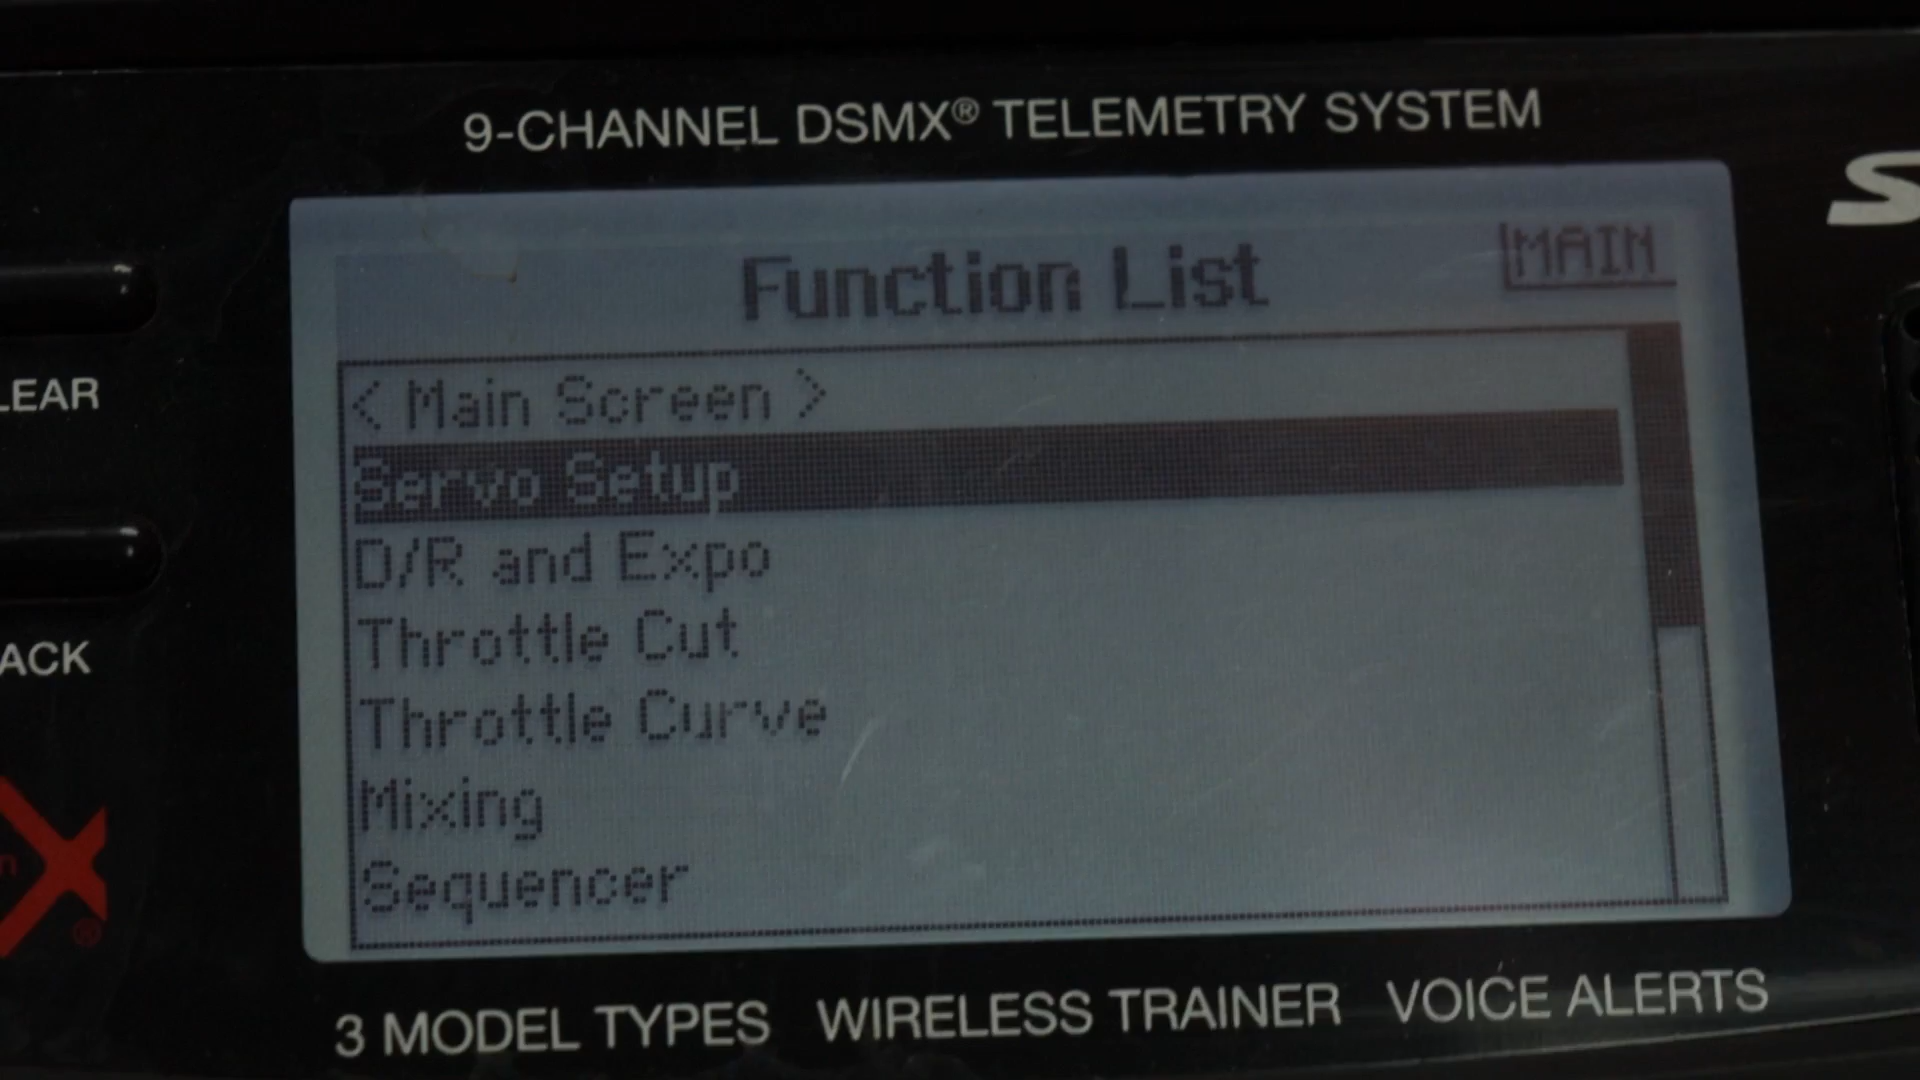 9-CHANNEL DSMX® TELEMETRY SYSTEM
S
Function List
MAIN
< Main Screen >
Servo Setup
D/R and Expo
Throttle Cut
Throttle Curve
Mixing
Sequencer
LEAR
ACK
3 MODEL TYPES WIRELESS TRAINER VOICE ALERTS